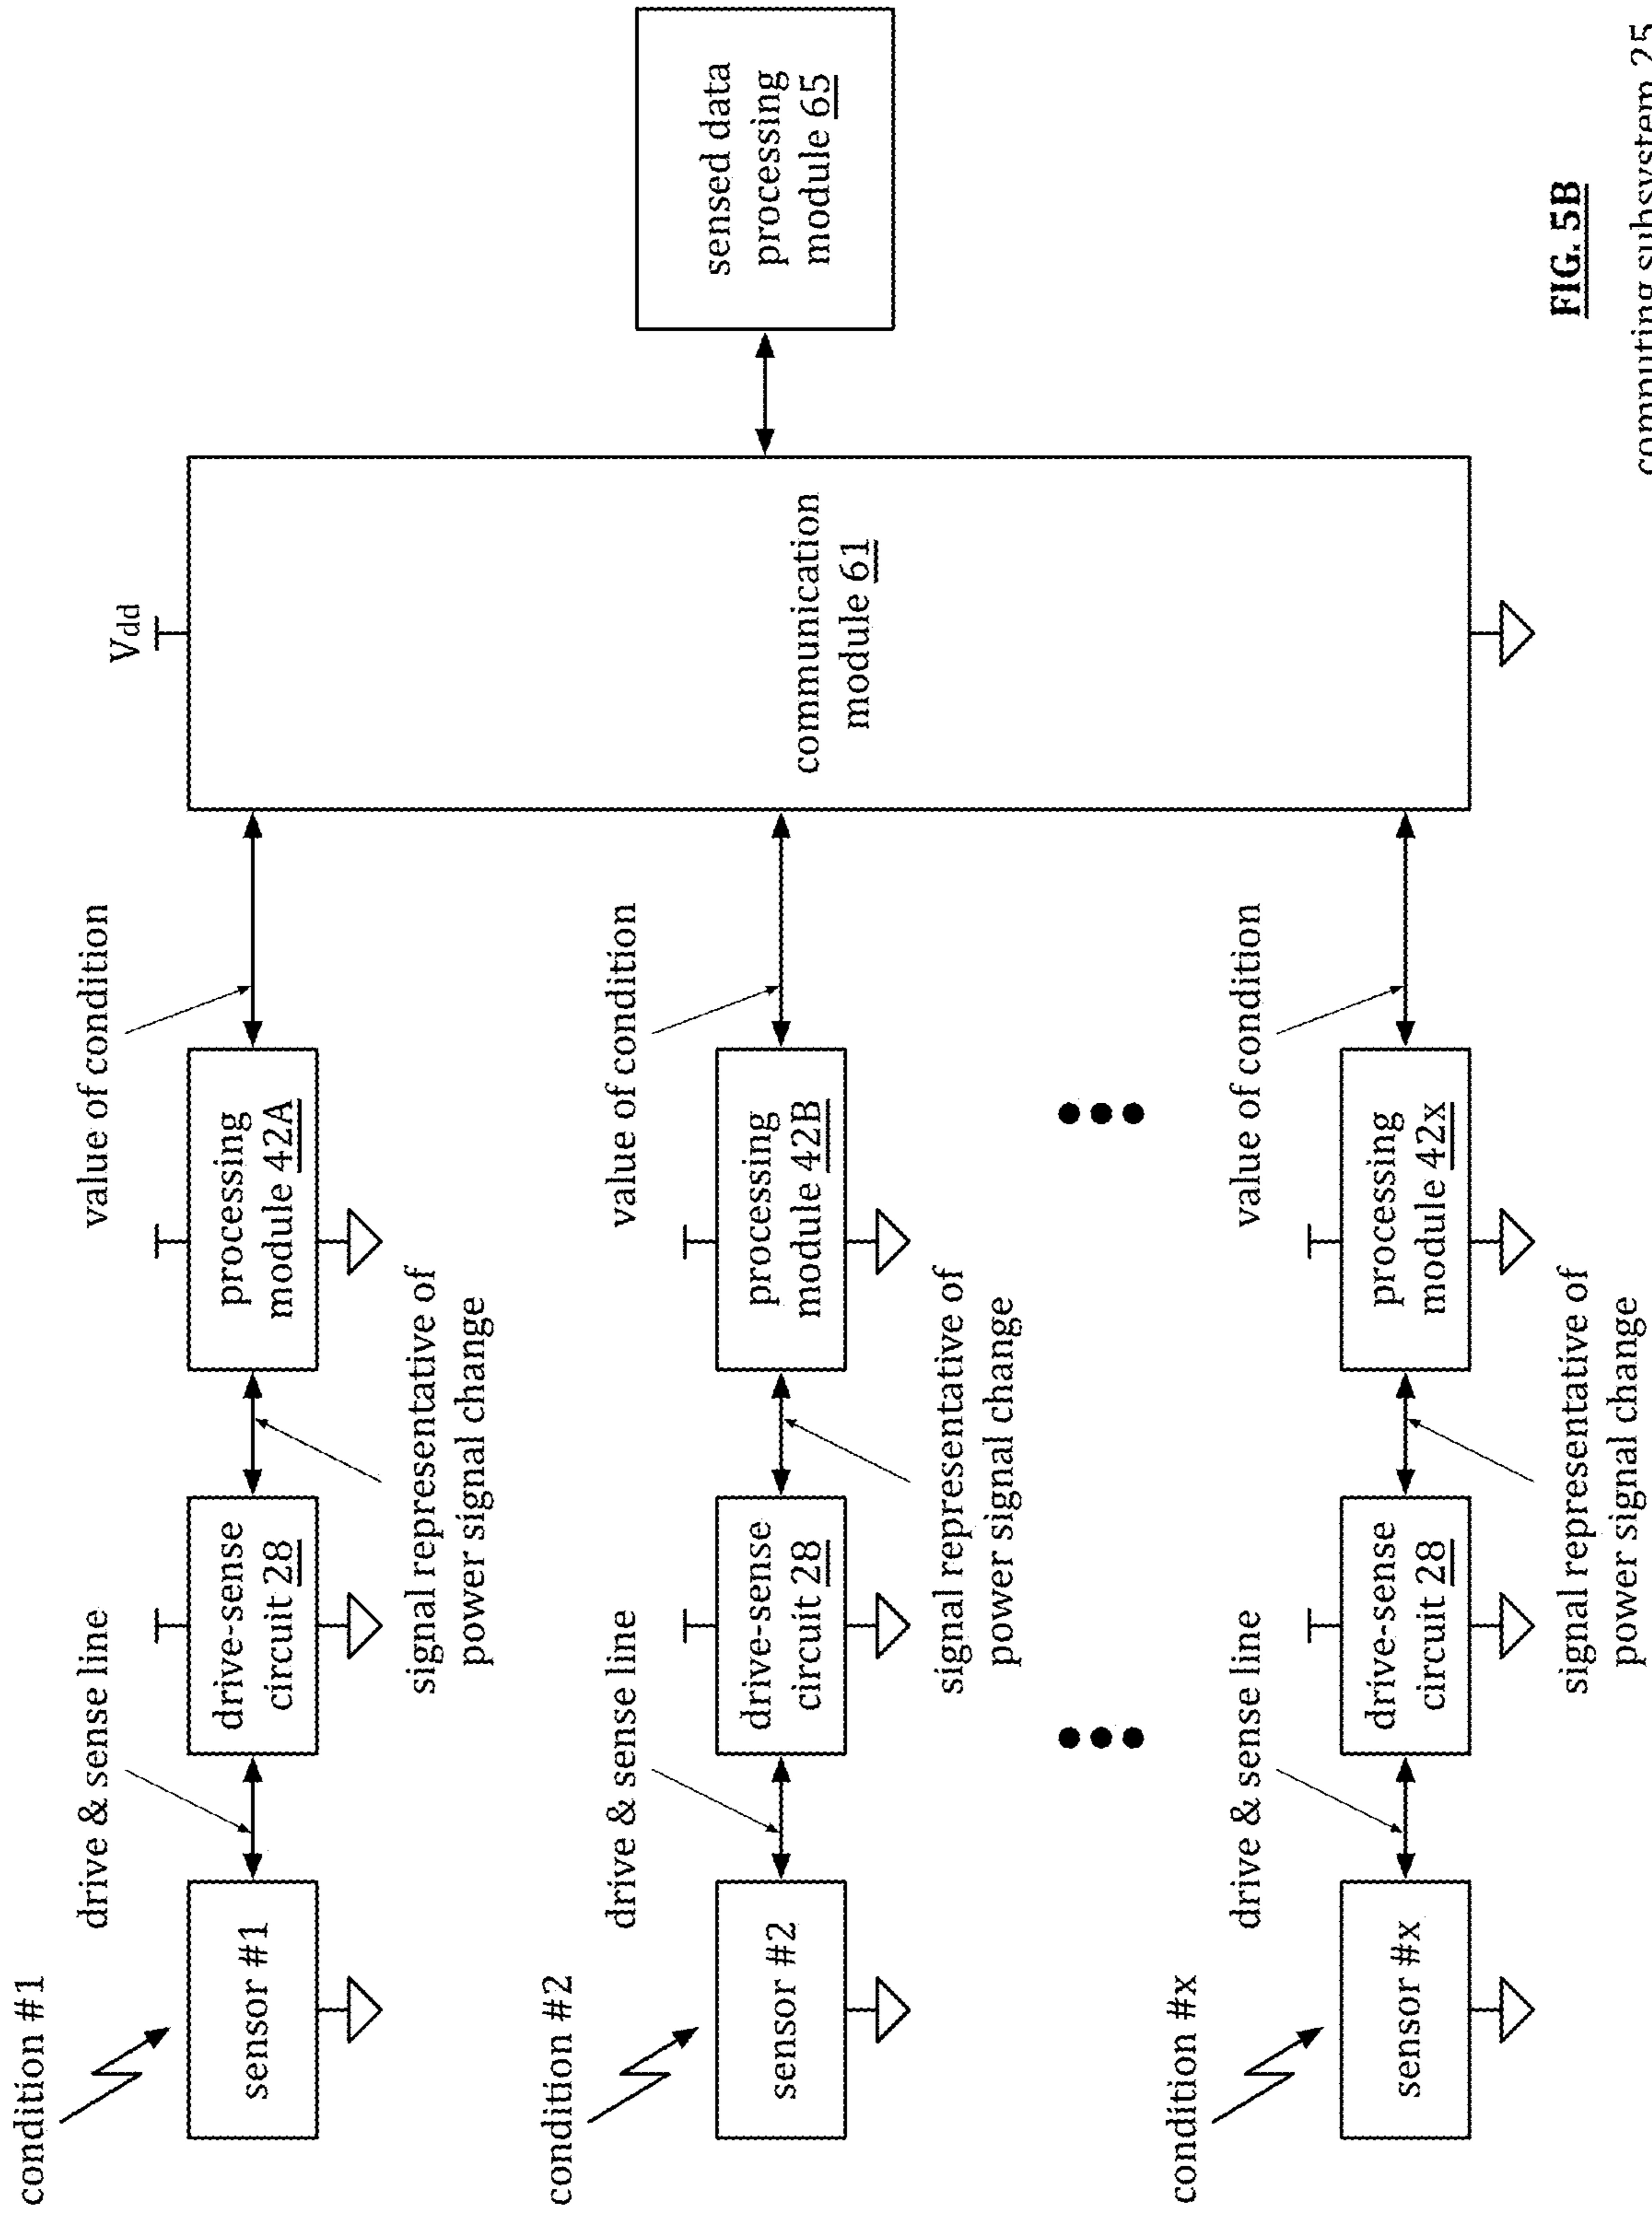 condition #1
drive & sense line
value of condition
Vdd
sensor #1
drive-sense
circuit 28
processing
module 42A
signal representative of
power signal change
condition #2
drive & sense line
value of condition
sensor #2
drive-sense
circuit 28
processing
module 42B
signal representative of
power signal change
communication
module 61
sensed data
processing
module 65
condition #x
drive & sense line
value of condition
sensor #x
drive-sense
circuit 28
processing
module 42x
signal representative of
power signal change
FIG. 5B
computing subsystem 25